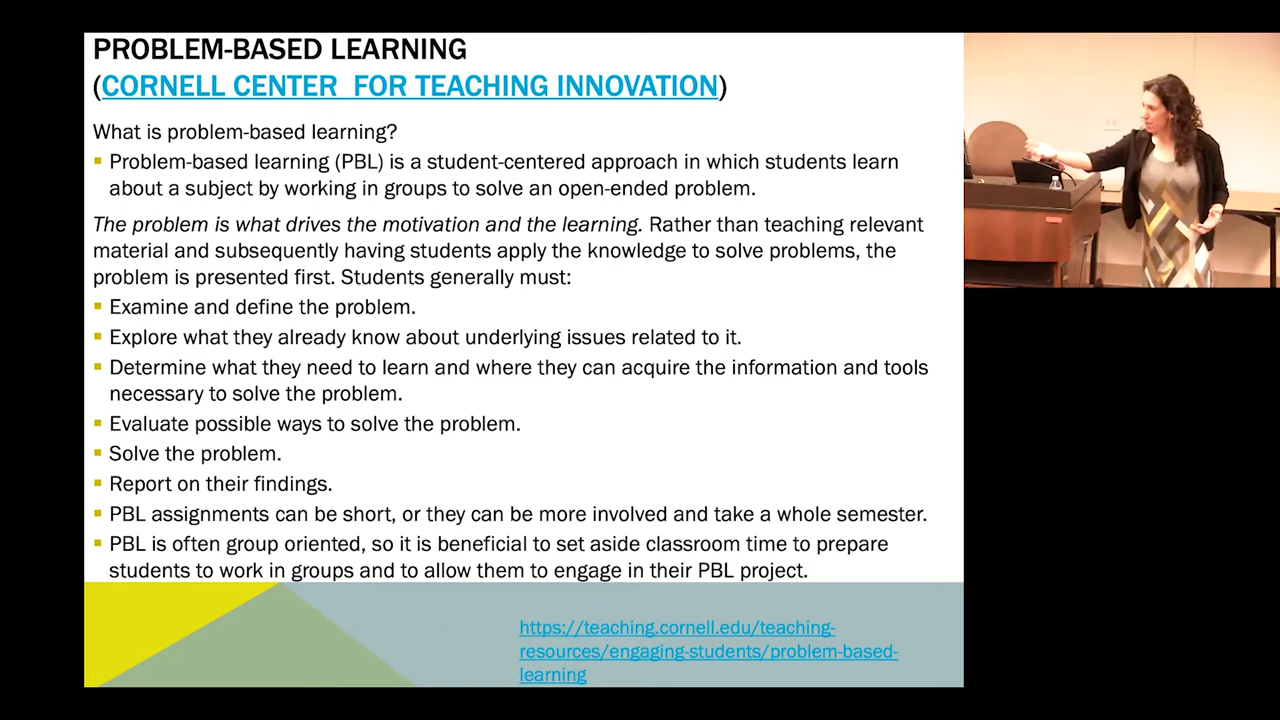 PROBLEM-BASED LEARNING
(CORNELL CENTER FOR TEACHING INNOVATION)
What is problem-based learning?
▪ Problem-based learning (PBL) is a student-centered approach in which students learn
about a subject by working in groups to solve an open-ended problem.
The problem is what drives the motivation and the learning. Rather than teaching relevant
material and subsequently having students apply the knowledge to solve problems, the
problem is presented first. Students generally must:
▪ Examine and define the problem.
▪ Explore what they already know about underlying issues related to it.
▪ Determine what they need to learn and where they can acquire the information and tools
necessary to solve the problem.
▪ Evaluate possible ways to solve the problem.
▪ Solve the problem.
▪ Report on their findings.
▪ PBL assignments can be short, or they can be more involved and take a whole semester.
▪ PBL is often group oriented, so it is beneficial to set aside classroom time to prepare
students to work in groups and to allow them to engage in their PBL project.
https://teaching.cornell.edu/teaching-
resources/engaging-students/problem-based-
learning